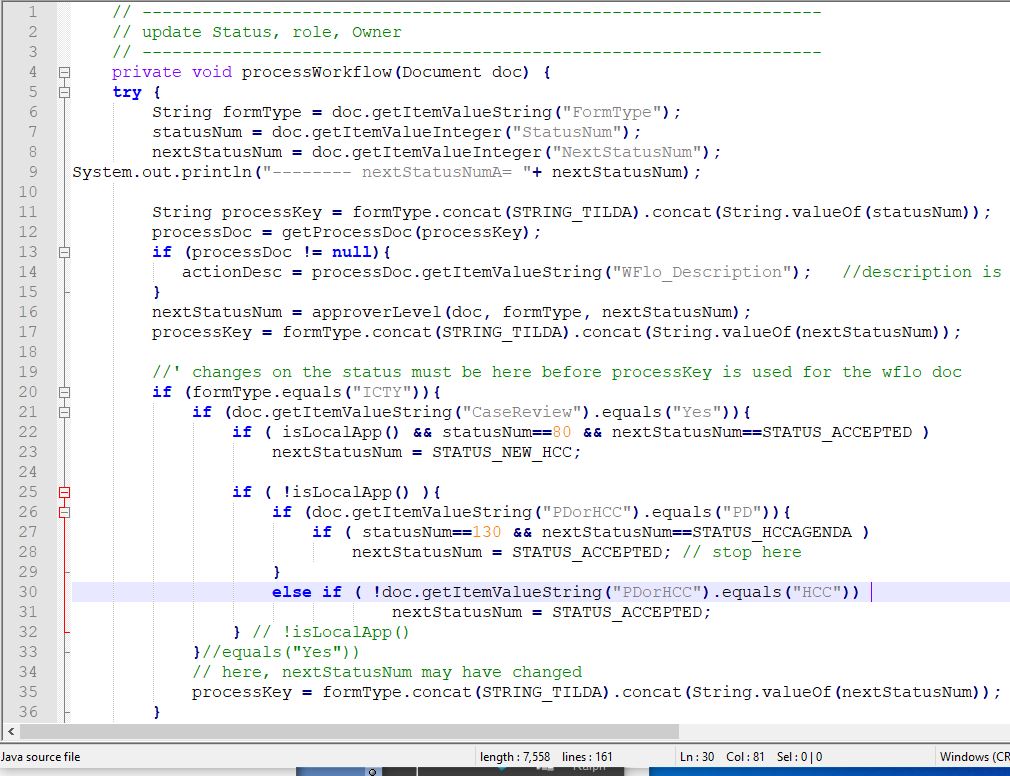 1 // --------------------------------------------------------------------
2 // update Status, role, Owner
3 // --------------------------------------------------------------------
4 private void processWorkflow(Document doc) {
5 try {
6 String formType = doc.getItemValueString("FormType");
7 statusNum = doc.getItemValueInteger("StatusNum");
8 nextStatusNum = doc.getItemValueInteger("NextStatusNum");
9 System.out.println("-------- nextStatusNumA= "+ nextStatusNum);
10
11 String processKey = formType.concat(STRING_TILDA).concat(String.valueOf(statusNum));
12 processDoc = getProcessDoc(processKey);
13 if (processDoc != null){
14 actionDesc = processDoc.getItemValueString("WFlo_Description"); //description is
15 }
16 nextStatusNum = approverLevel(doc, formType, nextStatusNum);
17 processKey = formType.concat(STRING_TILDA).concat(String.valueOf(nextStatusNum));
18
19 //' changes on the status must be here before processKey is used for the wflo doc
20 if (formType.equals("ICTY")){
21 if (doc.getItemValueString("CaseReview").equals("Yes")){
22 if ( isLocalApp() && statusNum==80 && nextStatusNum==STATUS_ACCEPTED )
23 nextStatusNum = STATUS_NEW_HCC;
24
25 if ( !isLocalApp() ){
26 if (doc.getItemValueString("PDorHCC").equals("PD")){
27 if ( statusNum==130 && nextStatusNum==STATUS_HCCAGENDA )
28 nextStatusNum = STATUS_ACCEPTED; // stop here
29 }
30 else if ( !doc.getItemValueString("PDorHCC").equals("HCC"))
31 nextStatusNum = STATUS_ACCEPTED;
32 } // !isLocalApp()
33 }//equals("Yes"))
34 // here, nextStatusNum may have changed
35 processKey = formType.concat(STRING_TILDA).concat(String.valueOf(nextStatusNum));
36 }
Java source file length : 7,558 lines : 161 Ln : 30 Col : 81 Sel : 0 | 0 Windows (CR